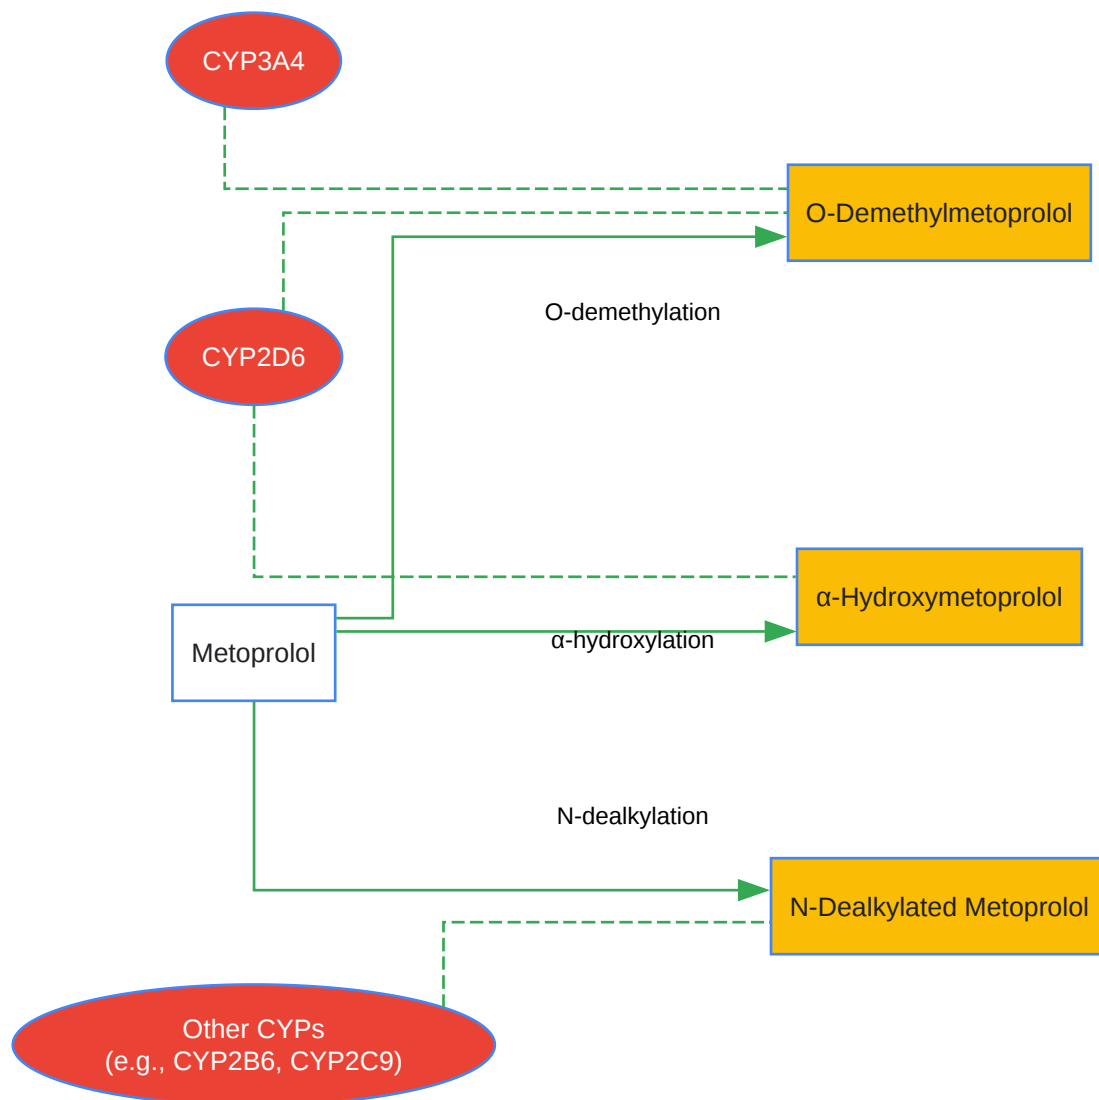 CYP3A4
O-Demethylmetoprolol
O-demethylation
CYP2D6
α-Hydroxymetoprolol
α-hydroxylation
Metoprolol
N-dealkylation
N-Dealkylated Metoprolol
Other CYPs
(e.g., CYP2B6, CYP2C9)